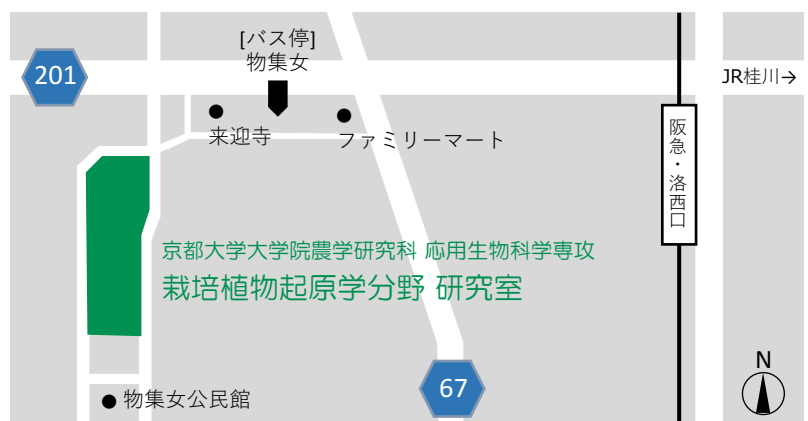 [バス停]
物集女
201
JR桂川→
来迎寺
ファミリーマート
阪急・洛西口
京都大学大学院農学研究科 応用生物科学専攻
栽培植物起原学分野 研究室
N
67
物集女公民館